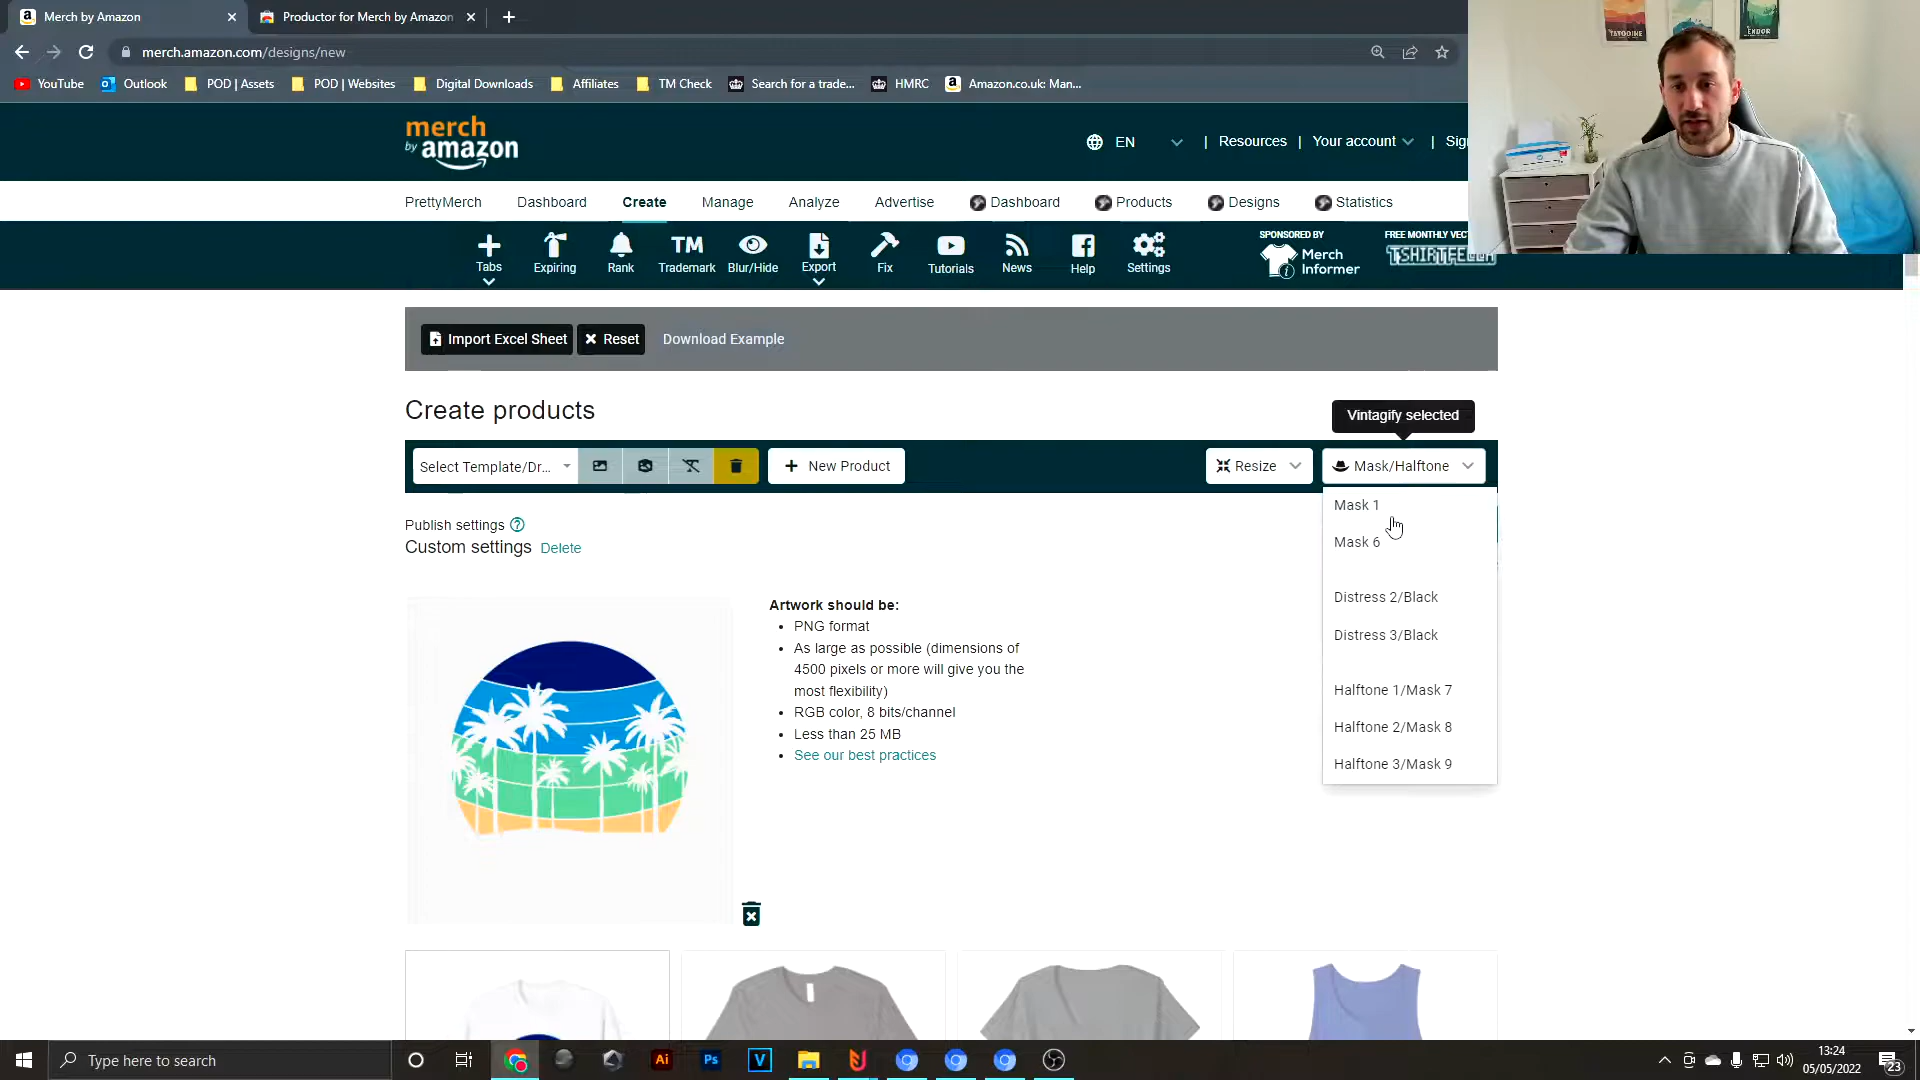 Merch by Amazon
Productor for Merch by Amazon
merch.amazon.com/designs/new
YouTube Outlook POD | Assets POD | Websites Digital Downloads Affiliates TM Check Search for a trade... HMRC Amazon.co.uk: Man...
TATOOINE
ENDOR
merch
by amazon
EN | Resources | Your account |
PrettyMerch Dashboard Create Manage Analyze Advertise Dashboard Products Designs Statistics
Tabs Expiring Rank TM Trademark Blur/Hide Export Fix Tutorials News Help Settings
SPONSORED BY
Merch
Informer
FREE MONTHLY
Import Excel Sheet Reset Download Example
Create products
Vintagify selected
Select Template/Dr... New Product Resize Mask/Halftone
Mask 1
Mask 6
Distress 2/Black
Distress 3/Black
Halftone 1/Mask 7
Halftone 2/Mask 8
Halftone 3/Mask 9
Publish settings ?
Custom settings Delete
Artwork should be:
• PNG format
• As large as possible (dimensions of
4500 pixels or more will give you the
most flexibility)
• RGB color, 8 bits/channel
• Less than 25 MB
• See our best practices
Type here to search
Ai
Ps
V
13:24
05/05/2022
23